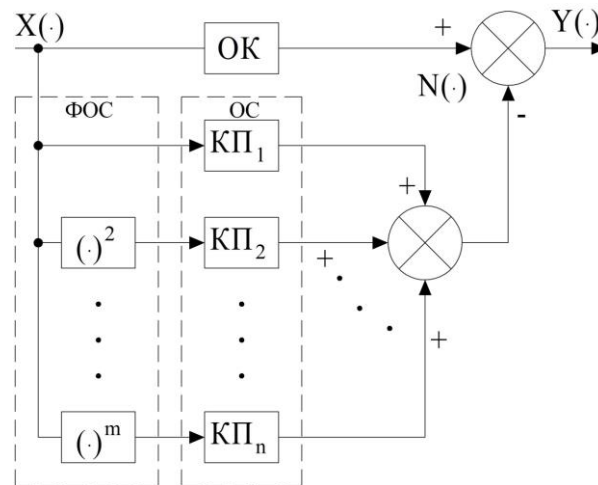 X(·) ОК + Y(·)
N(·) -
ФОС ОС
КП₁
+
(·)² КП₂ +
+
(·)ᵐ КПₙ